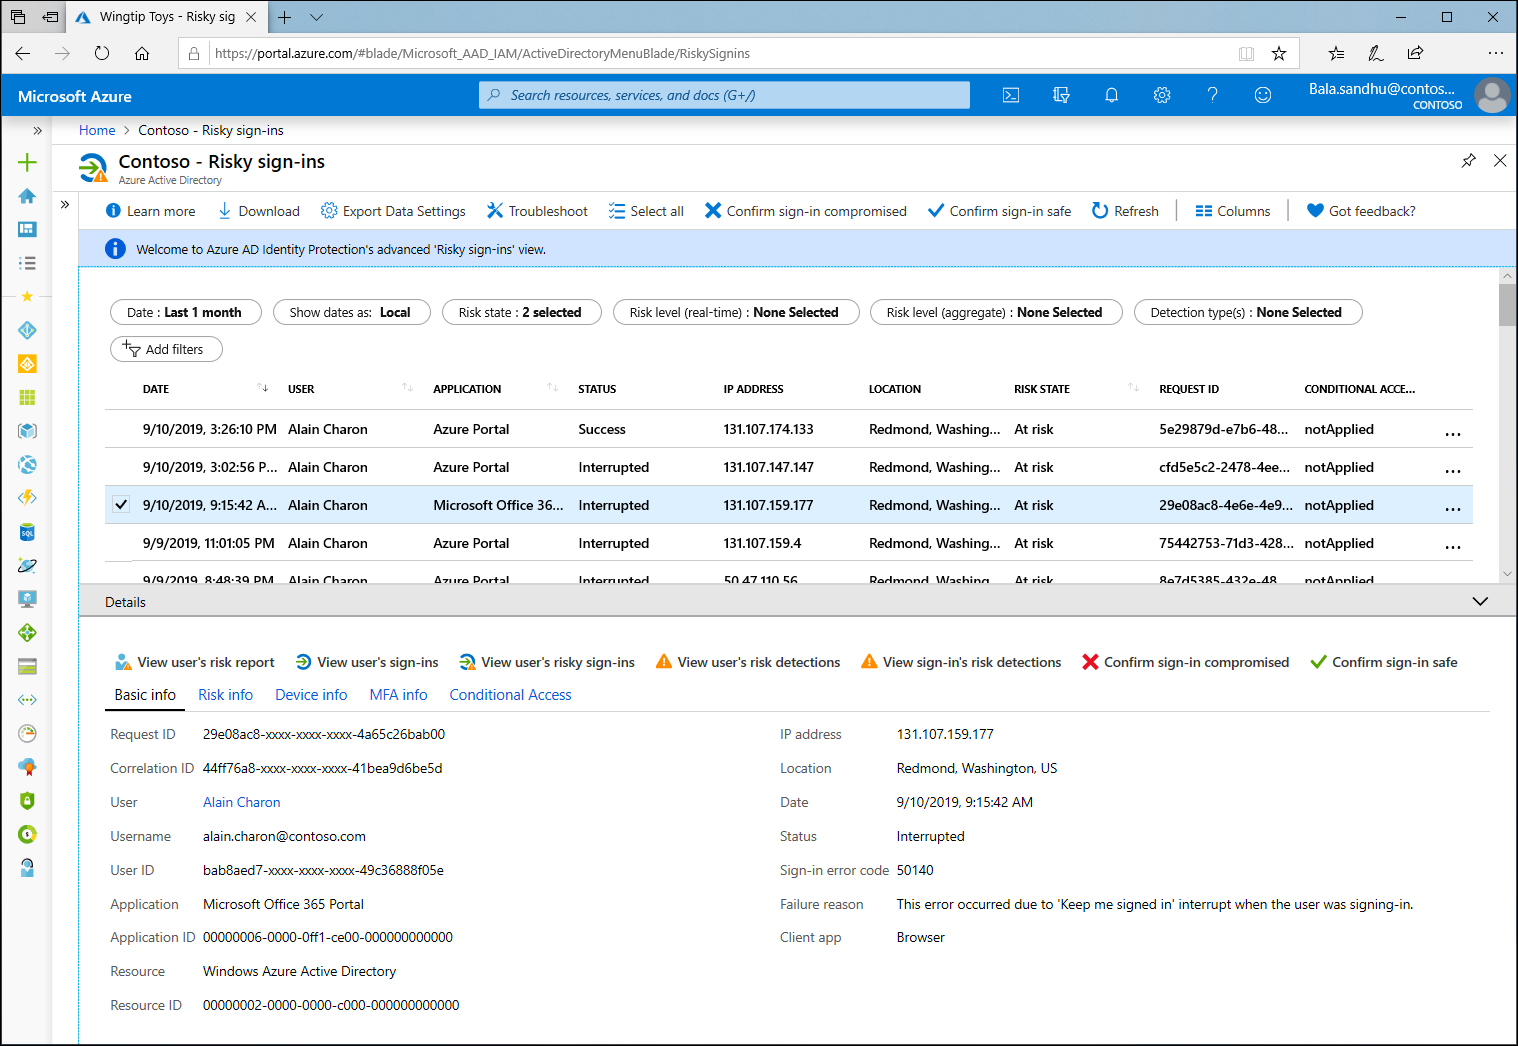 Wingtip Toys - Risky sig
https://portal.azure.com/#blade/Microsoft_AAD_IAM/ActiveDirectoryMenuBlade/RiskySignins
Microsoft Azure
Search resources, services, and docs (G+/)
Bala.sandhu@contos...
CONTOSO
Home > Contoso - Risky sign-ins
Contoso - Risky sign-ins
Azure Active Directory
Learn more Download Export Data Settings Troubleshoot Select all Confirm sign-in compromised Confirm sign-in safe Refresh Columns Got feedback?
Welcome to Azure AD Identity Protection's advanced 'Risky sign-ins' view.
Date : Last 1 month Show dates as: Local Risk state : 2 selected Risk level (real-time) : None Selected Risk level (aggregate) : None Selected Detection type(s) : None Selected
Add filters
DATE USER APPLICATION STATUS IP ADDRESS LOCATION RISK STATE REQUEST ID CONDITIONAL ACCE...
9/10/2019, 3:26:10 PM Alain Charon Azure Portal Success 131.107.174.133 Redmond, Washing... At risk 5e29879d-e7b6-48... notApplied ...
9/10/2019, 3:02:56 P... Alain Charon Azure Portal Interrupted 131.107.147.147 Redmond, Washing... At risk cfd5e5c2-2478-4ee... notApplied ...
9/10/2019, 9:15:42 A... Alain Charon Microsoft Office 36... Interrupted 131.107.159.177 Redmond, Washing... At risk 29e08ac8-4e6e-4e9... notApplied ...
9/9/2019, 11:01:05 PM Alain Charon Azure Portal Interrupted 131.107.159.4 Redmond, Washing... At risk 75442753-71d3-428... notApplied ...
9/9/2019, 8:48:39 PM Alain Charon Azure Portal Interrupted 50.47.110.56 Redmond, Washing... At risk 8e7d5385-432e-48... notApplied
Details
View user's risk report View user's sign-ins View user's risky sign-ins View user's risk detections View sign-in's risk detections Confirm sign-in compromised Confirm sign-in safe
Basic info Risk info Device info MFA info Conditional Access
Request ID 29e08ac8-xxxx-xxxx-xxxx-4a65c26bab00 IP address 131.107.159.177
Correlation ID 44ff76a8-xxxx-xxxx-xxxx-41bea9d6be5d Location Redmond, Washington, US
User Alain Charon Date 9/10/2019, 9:15:42 AM
Username alain.charon@contoso.com Status Interrupted
User ID bab8aed7-xxxx-xxxx-xxxx-49c36888f05e Sign-in error code 50140
Application Microsoft Office 365 Portal Failure reason This error occurred due to 'Keep me signed in' interrupt when the user was signing-in.
Application ID 00000006-0000-0ff1-ce00-000000000000 Client app Browser
Resource Windows Azure Active Directory
Resource ID 00000002-0000-0000-c000-000000000000